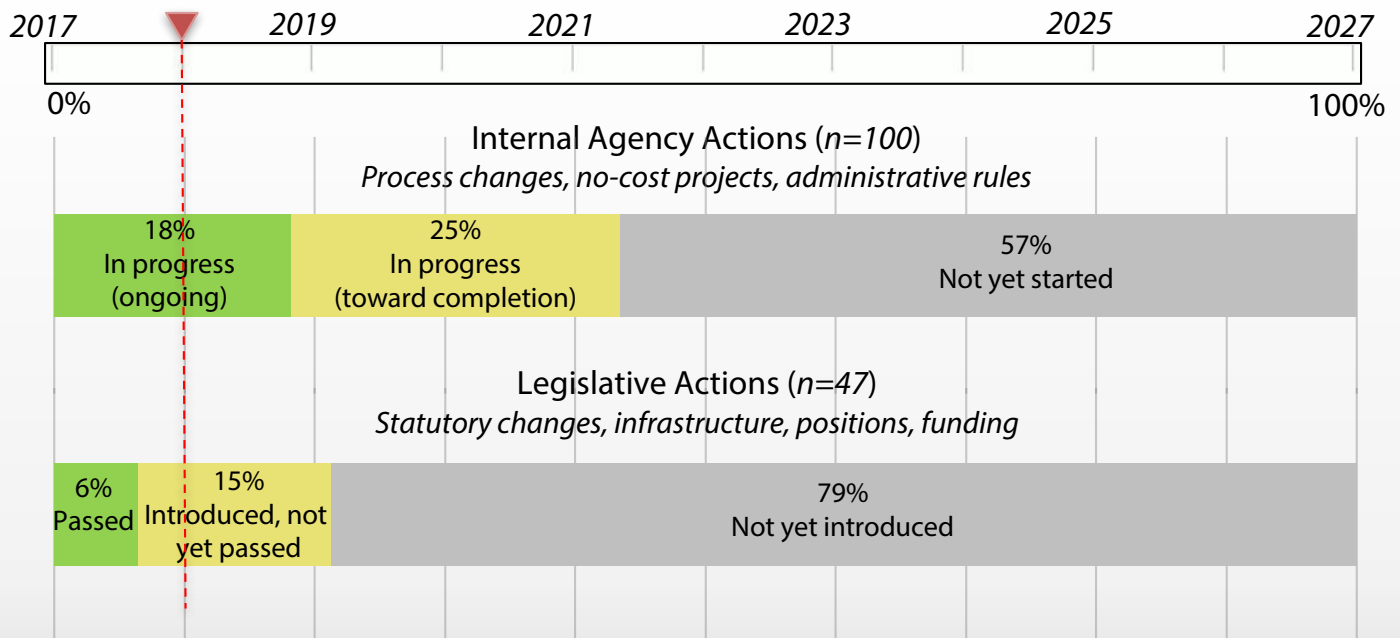 2017 2019 2021 2023 2025 2027
0% 100%
Internal Agency Actions (n=100)
Process changes, no-cost projects, administrative rules
18%
In progress
(ongoing)
25%
In progress
(toward completion)
57%
Not yet started
Legislative Actions (n=47)
Statutory changes, infrastructure, positions, funding
6%
Passed
15%
Introduced, not
yet passed
79%
Not yet introduced